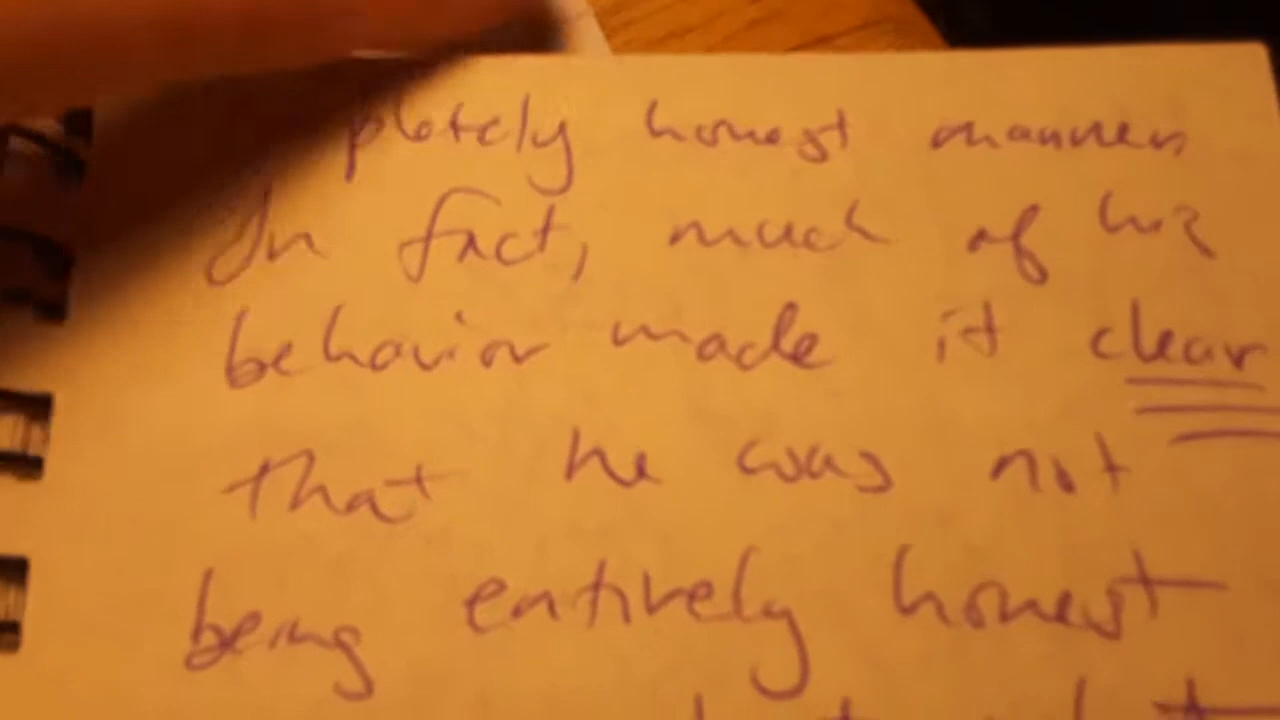 pletely honest manner
In fact, much of his
behavior made it clear
that he was not
being entirely honest